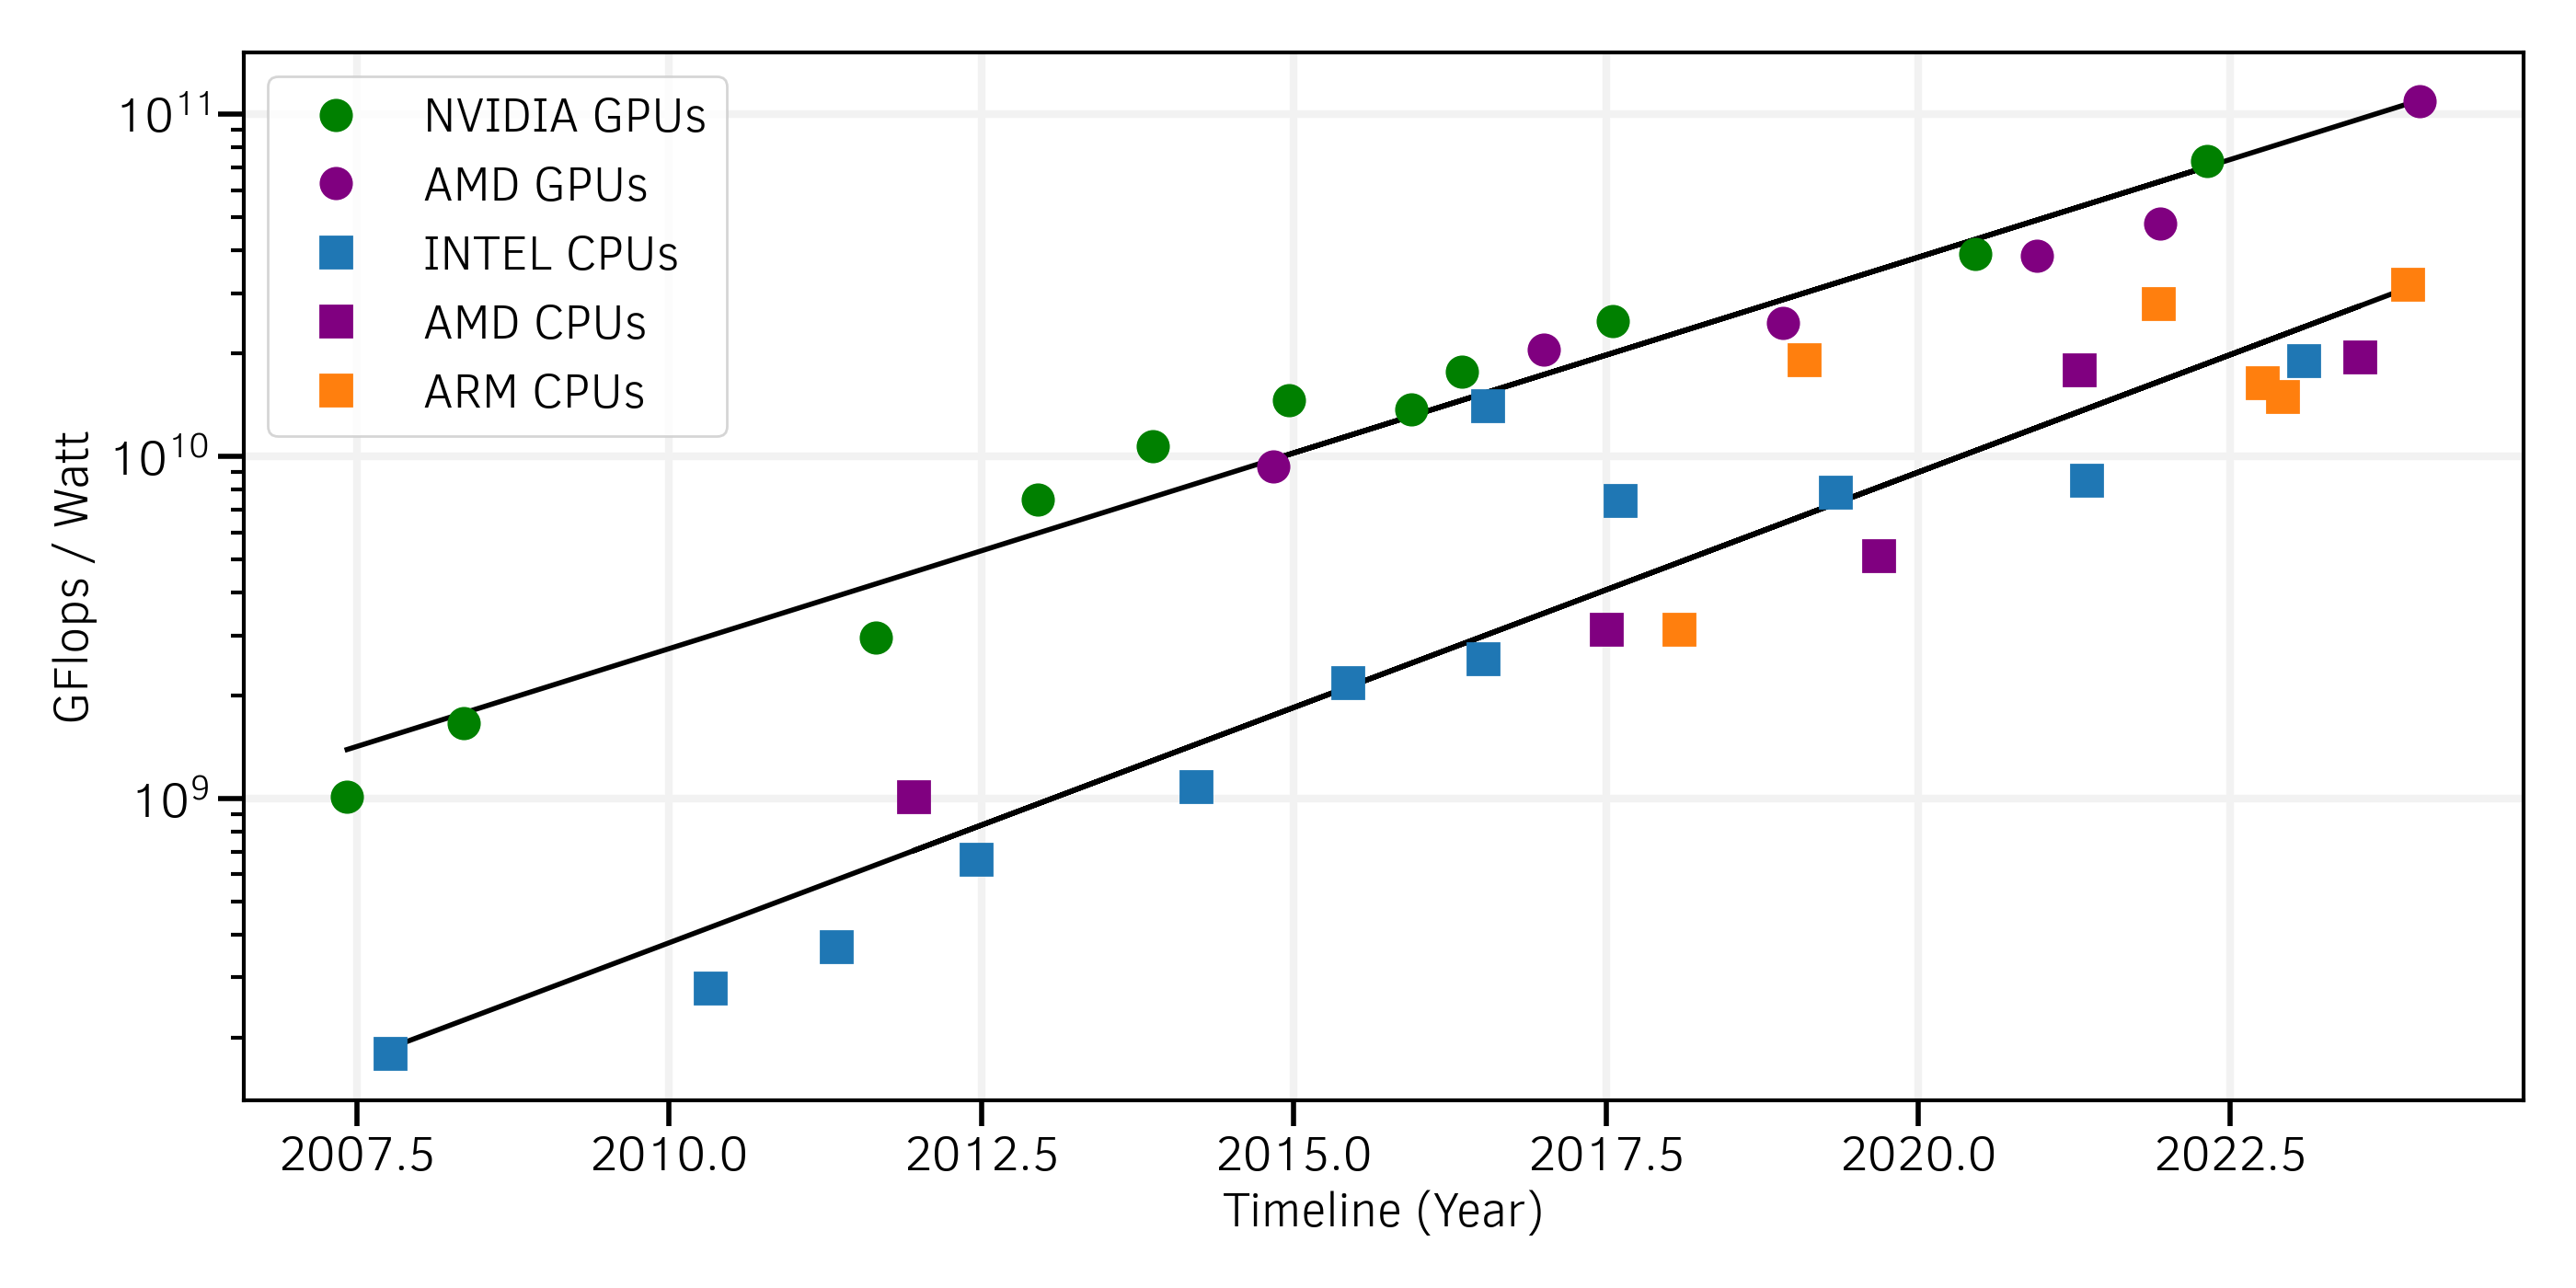 NVIDIA GPUs
AMD GPUs
INTEL CPUs
AMD CPUs
ARM CPUs
GFlops / Watt
10¹¹
10¹⁰
10⁹
2007.5 2010.0 2012.5 2015.0 2017.5 2020.0 2022.5
Timeline (Year)